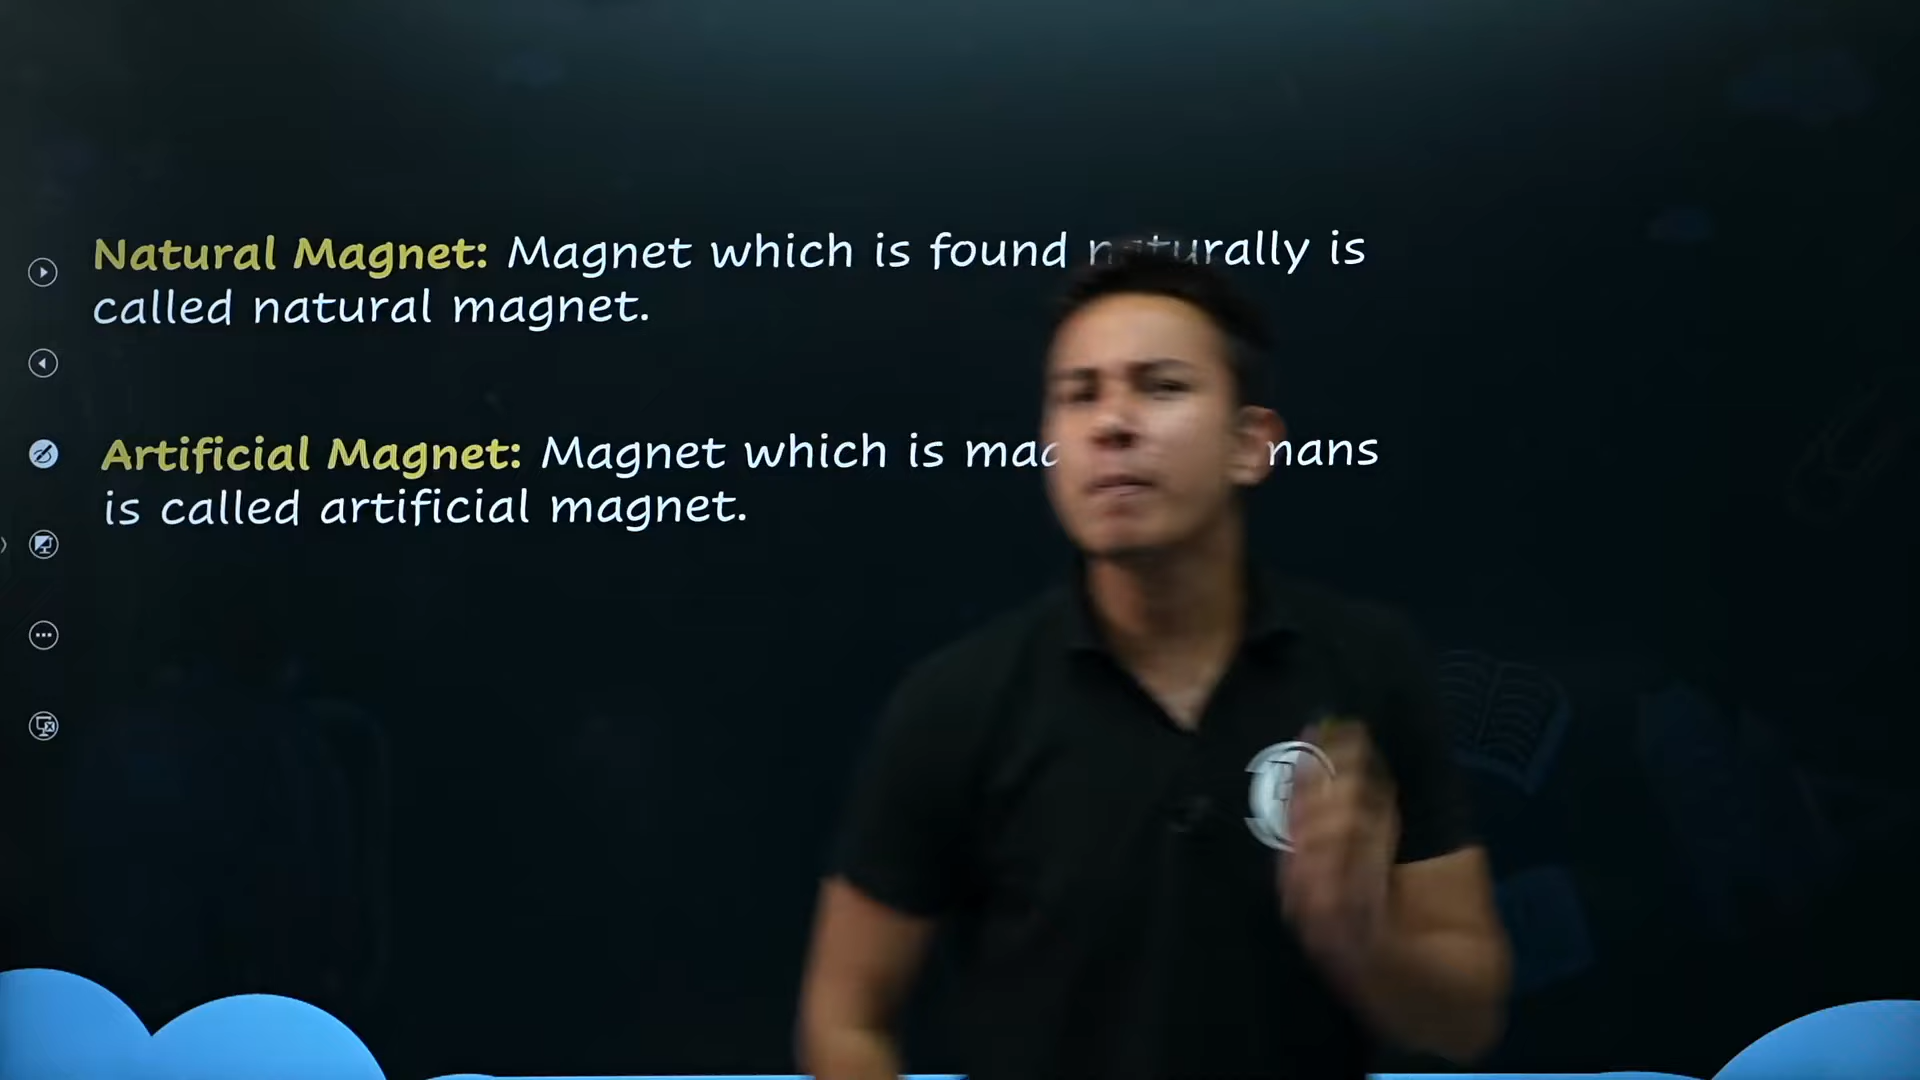 Natural Magnet: Magnet which is found naturally is
called natural magnet.
Artificial Magnet: Magnet which is
is called artificial magnet.